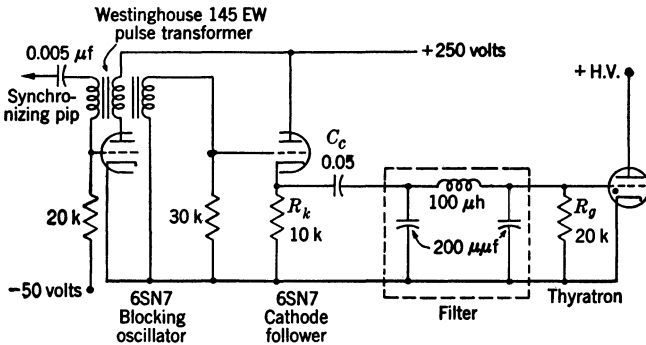 Westinghouse 145 EW
pulse transformer
0.005 μf
+250 volts
+ H.V.
Synchro-
nizing pip
C_c
0.05
100 μh
20 k
30 k
R_k
10 k
200 μμf
R_g
20 k
−50 volts
6SN7
Blocking
oscillator
6SN7
Cathode
follower
Filter
Thyratron